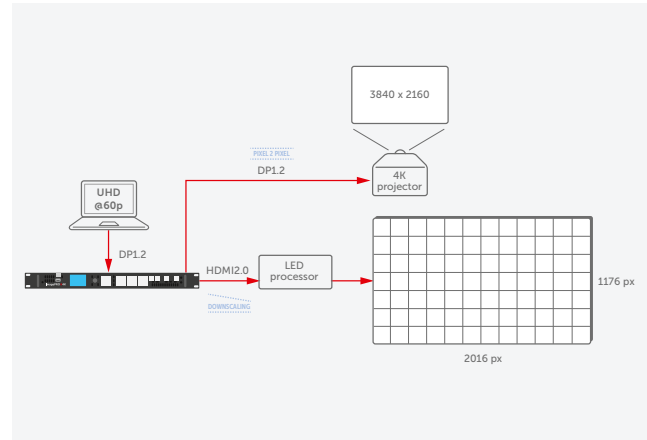 3840 x 2160
PIXEL 2 PIXEL
DP1.2
4K
projector
UHD
@60p
DP1.2
HDMI2.0
LED
processor
DOWNSCALING
1176 px
2016 px